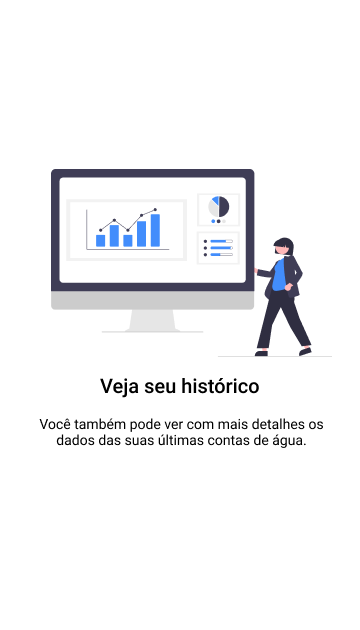 Veja seu histórico
Você também pode ver com mais detalhes os
dados das suas últimas contas de água.